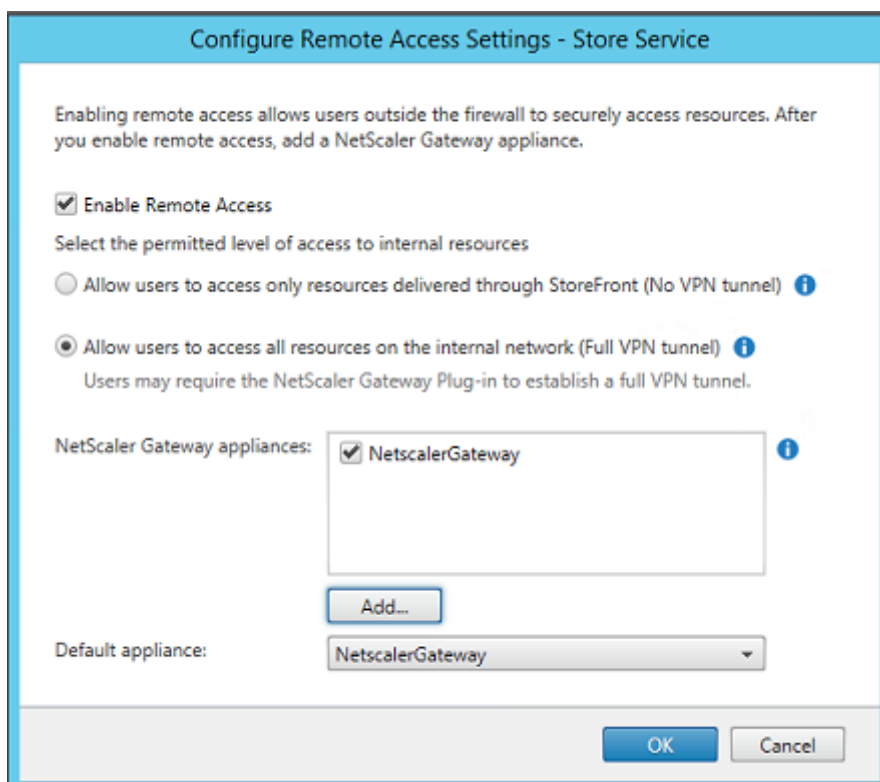 Configure Remote Access Settings - Store Service
Enabling remote access allows users outside the firewall to securely access resources. After
you enable remote access, add a NetScaler Gateway appliance.
Enable Remote Access
Select the permitted level of access to internal resources
Allow users to access only resources delivered through StoreFront (No VPN tunnel)
Allow users to access all resources on the internal network (Full VPN tunnel)
Users may require the NetScaler Gateway Plug-in to establish a full VPN tunnel.
NetScaler Gateway appliances:
NetscalerGateway
Add...
Default appliance:
NetscalerGateway
OK
Cancel